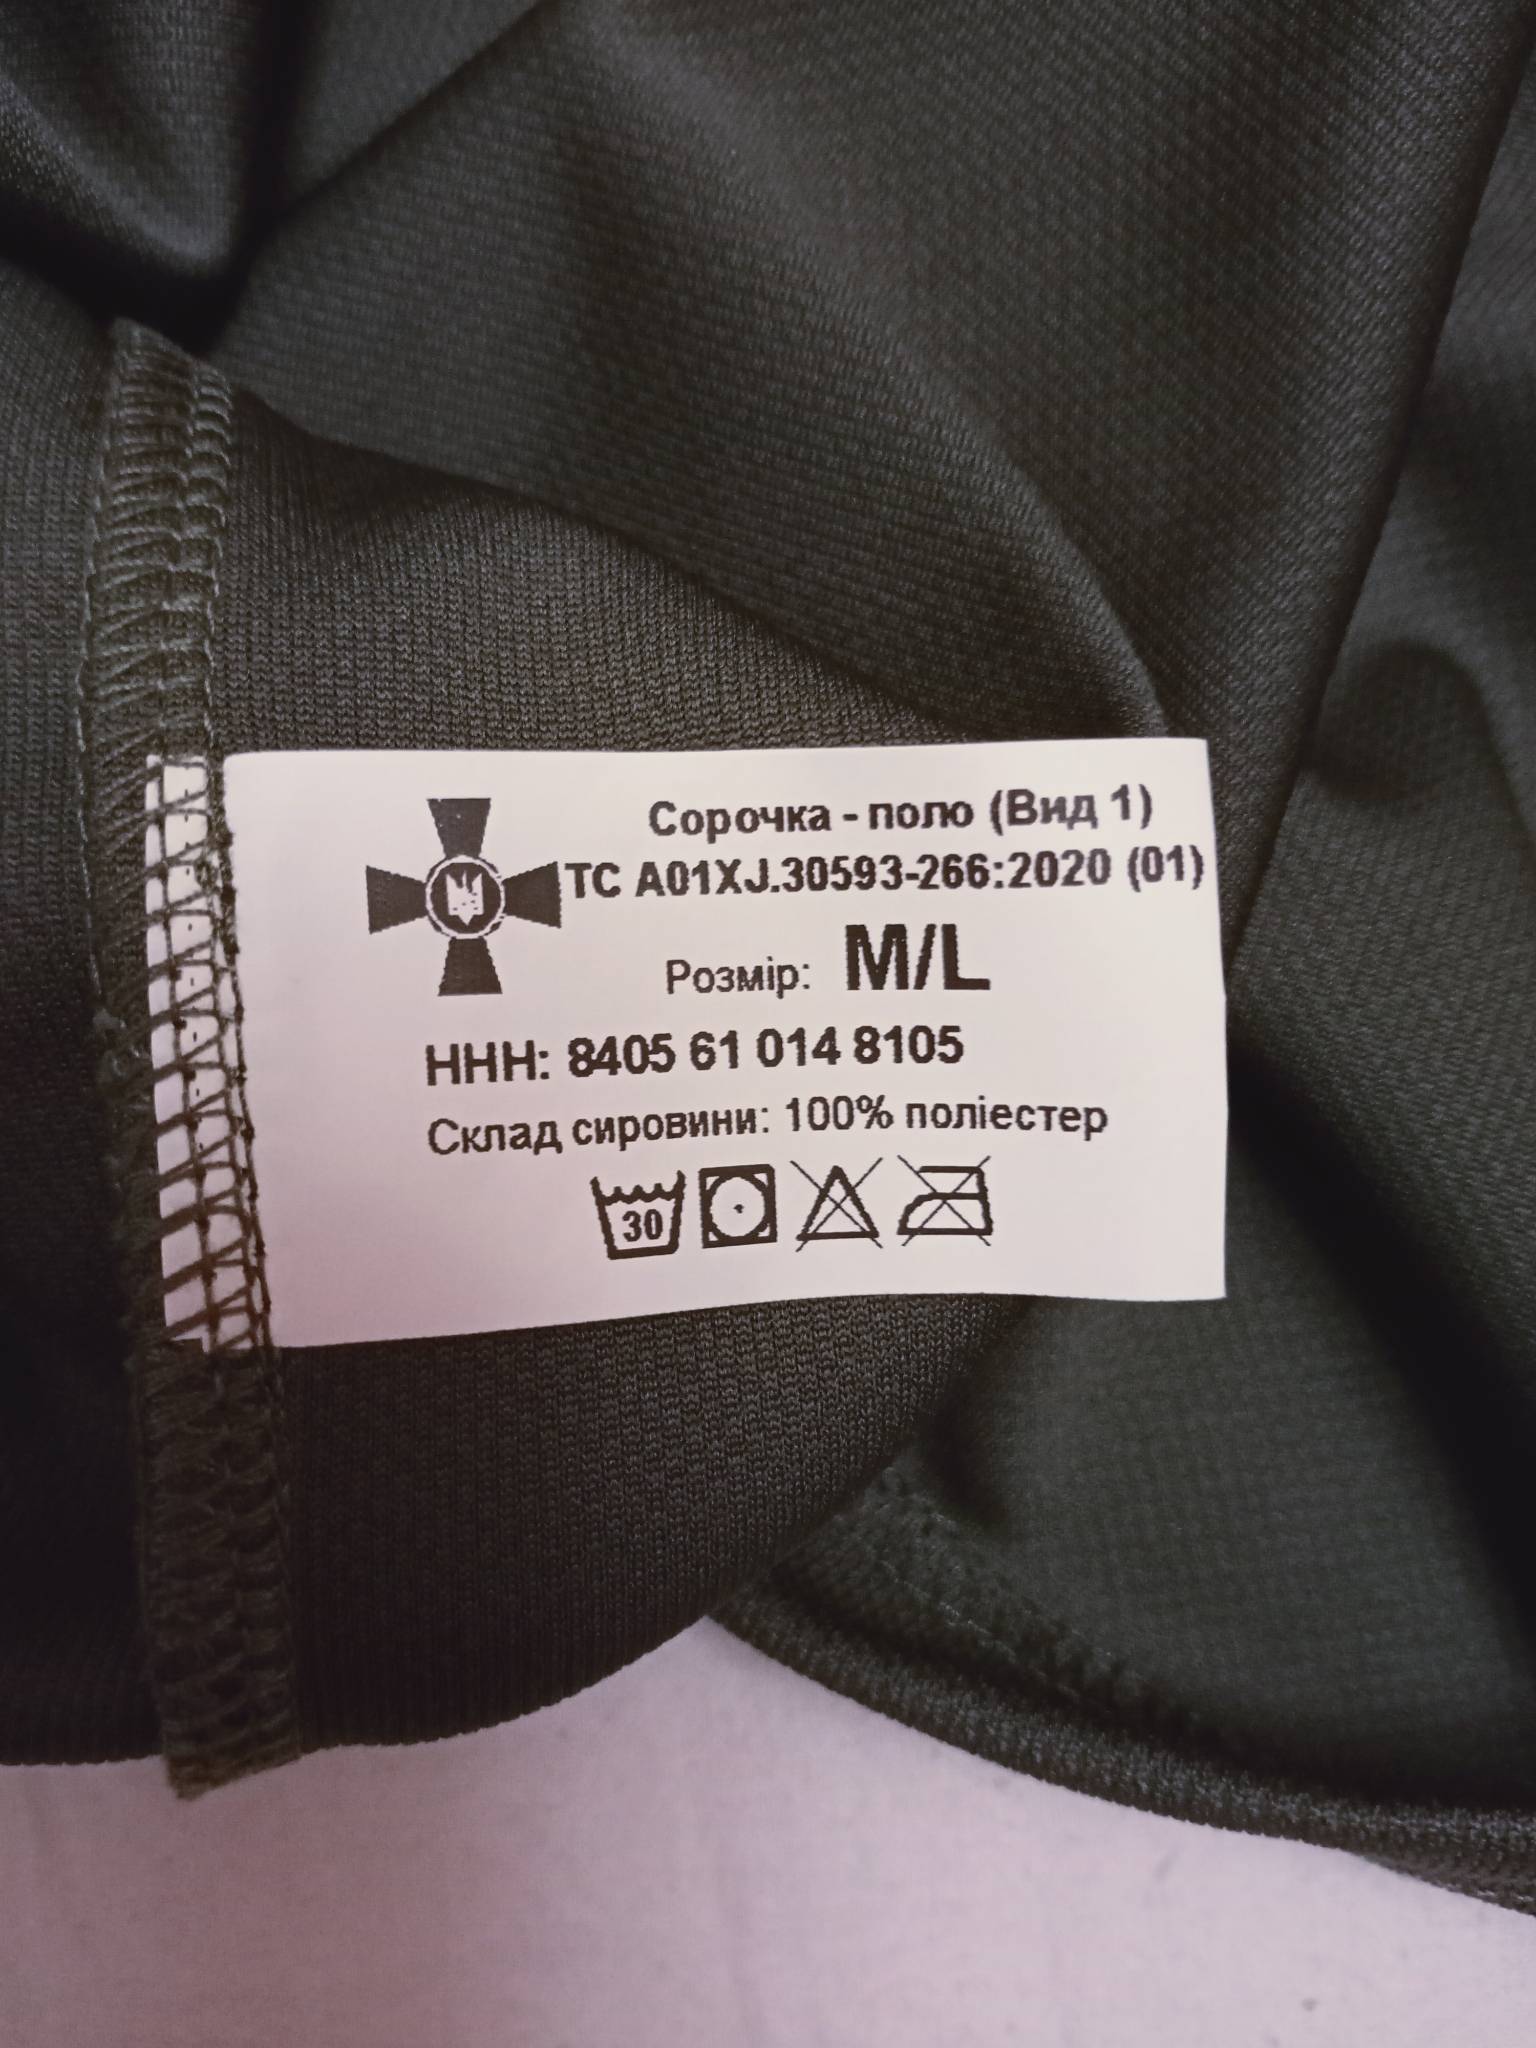 Сорочка - поло (Вид 1)
ТС А01XJ.30593-266:2020 (01)
Розмір: M/L
ННН: 8405 61 014 8105
Склад сировини: 100% поліестер
30